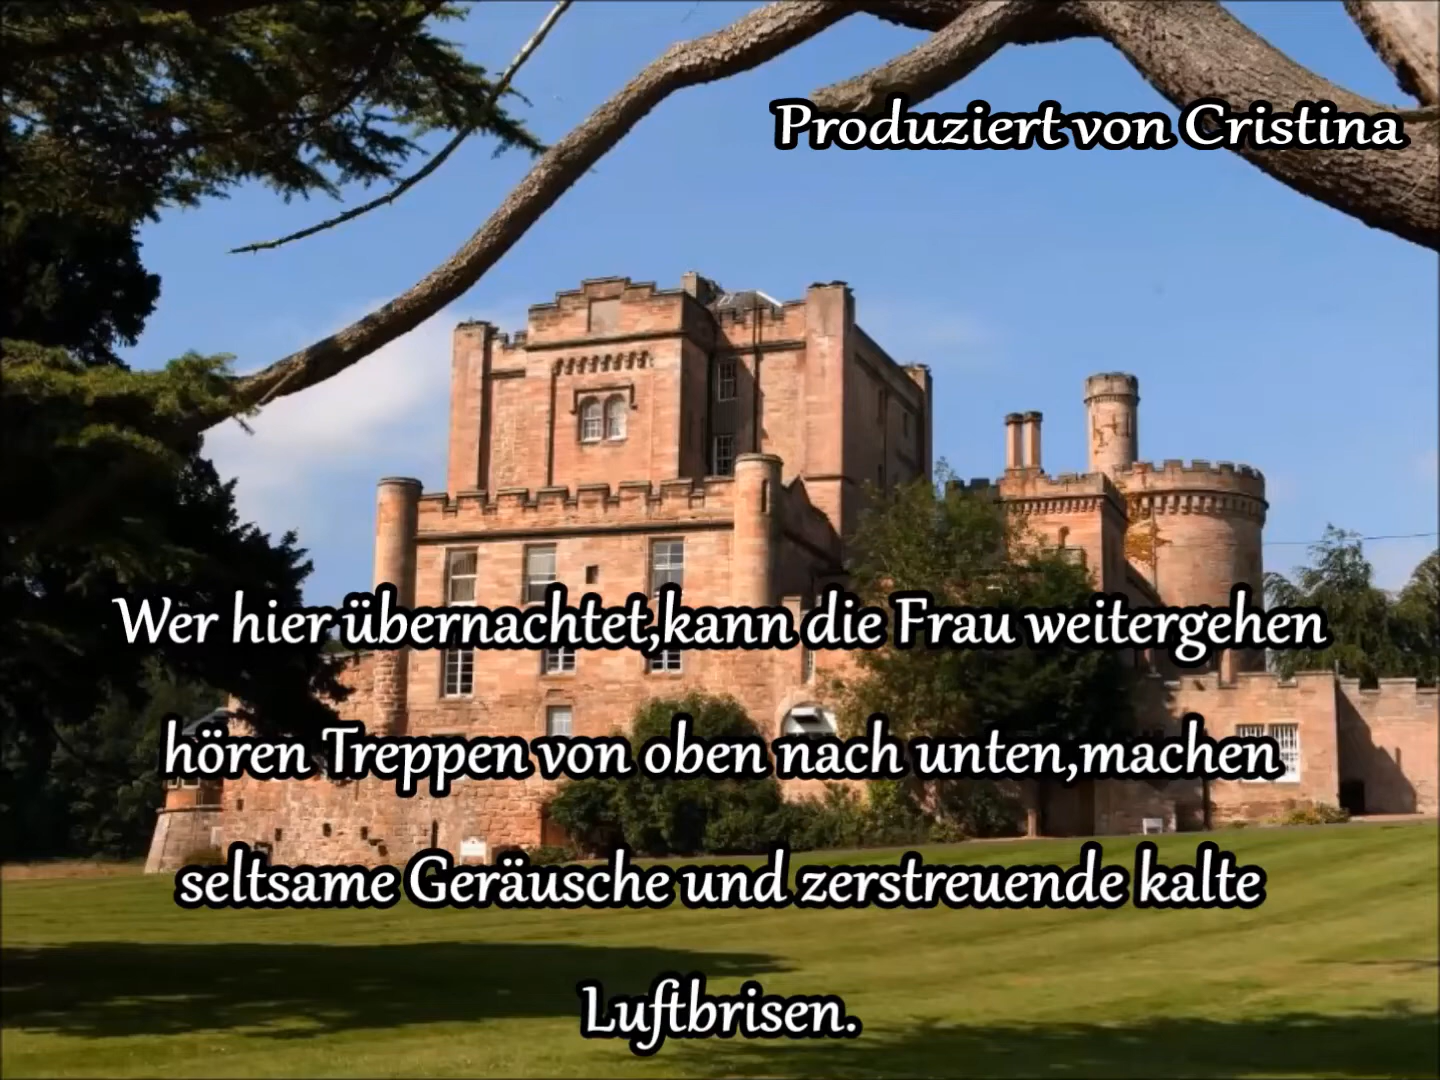 Produziert von Cristina
Wer hier übernachtet,kann die Frau weitergehen
hören Treppen von oben nach unten,machen
seltsame Geräusche und zerstreuende kalte
Luftbrisen.